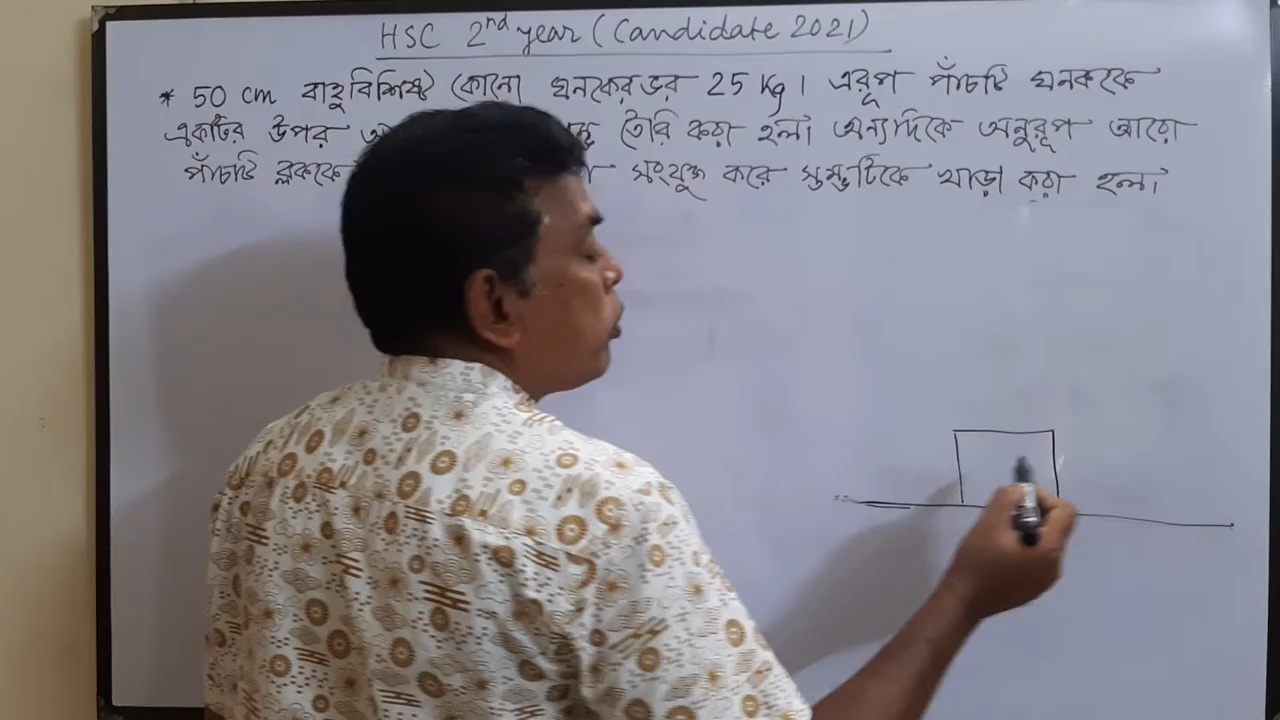 HSC 2nd year (Candidate 2021)
* 50 cm বাহুবিশিষ্ট কোনো ঘনকের ভর 25 Kg। এরূপ পাঁচটি ঘনককে
একটির উপর তৈরি করা হলো। অন্যদিকে অনুরূপ আরো
পাঁচটি ব্লককে সংযুক্ত করে স্তম্ভটিকে খাড়া করা হল।